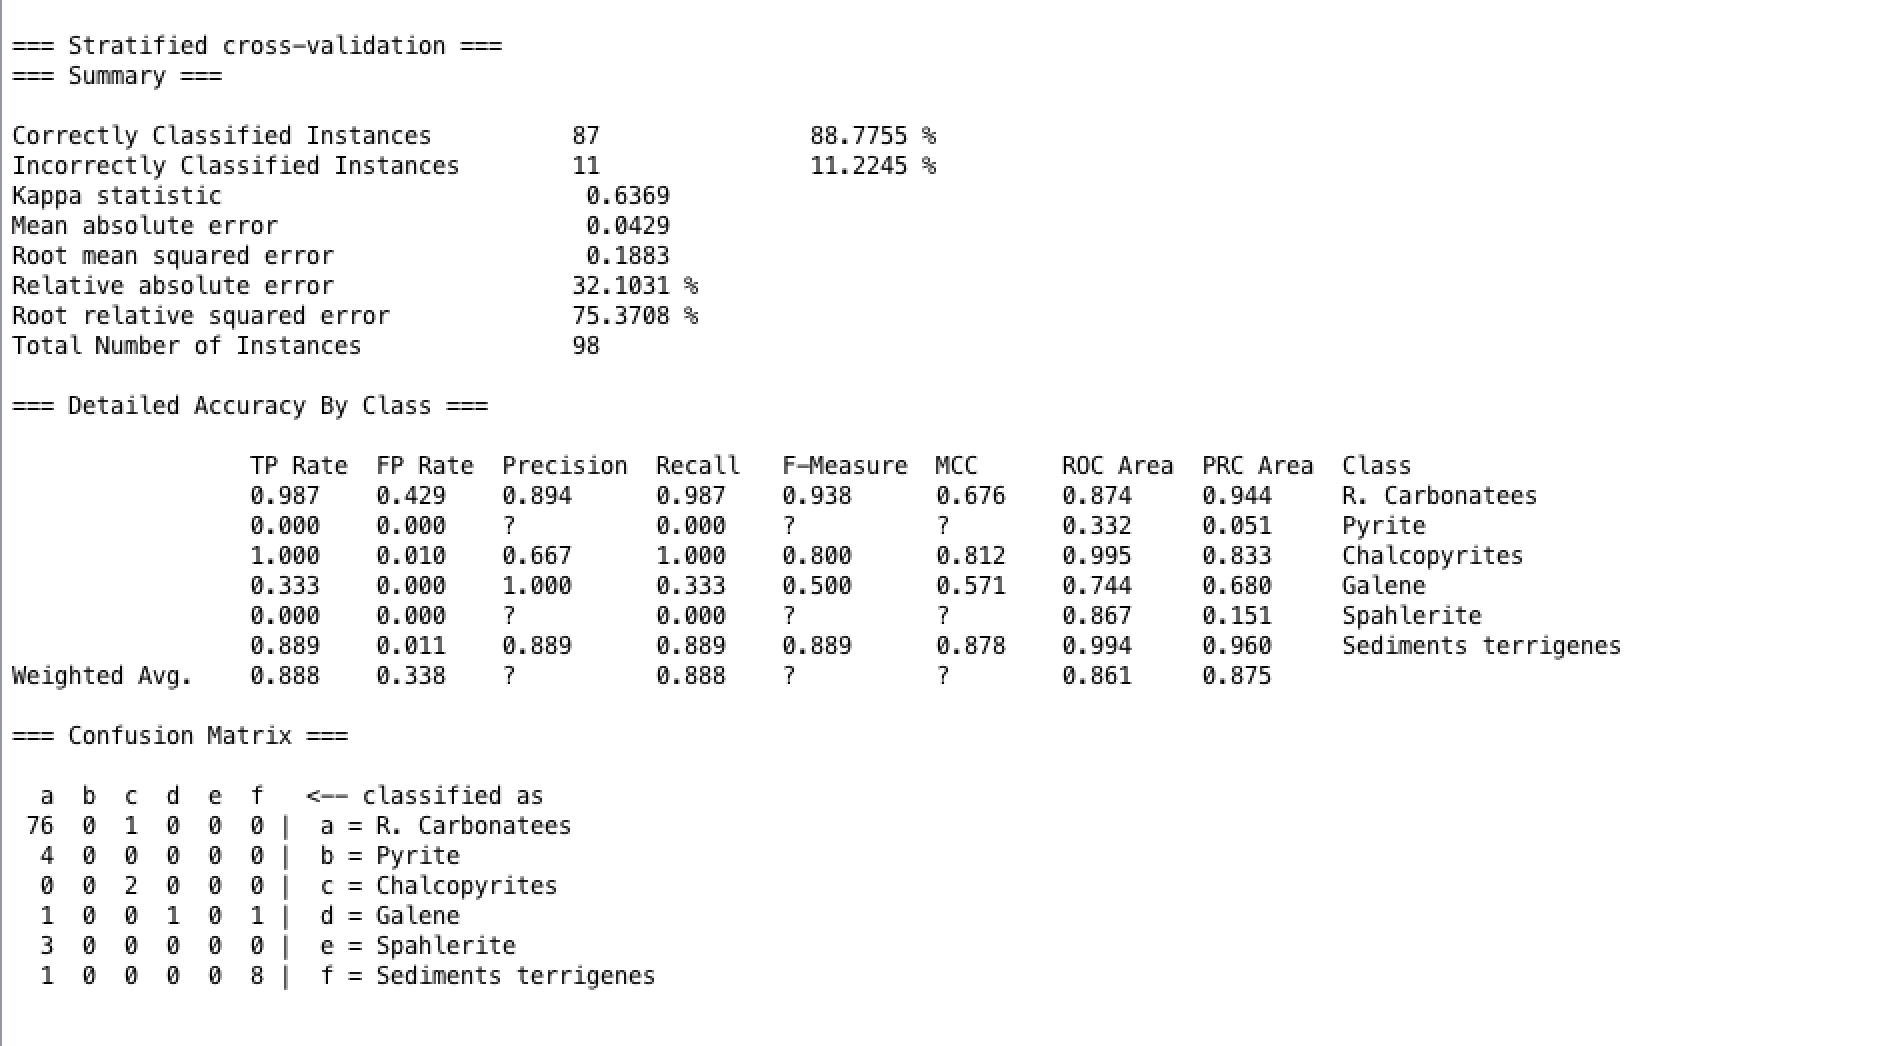 === Stratified cross-validation ===
=== Summary ===
Correctly Classified Instances 87 88.7755 %
Incorrectly Classified Instances 11 11.2245 %
Kappa statistic 0.6369
Mean absolute error 0.0429
Root mean squared error 0.1883
Relative absolute error 32.1031 %
Root relative squared error 75.3708 %
Total Number of Instances 98
=== Detailed Accuracy By Class ===
TP Rate FP Rate Precision Recall F-Measure MCC ROC Area PRC Area Class
0.987 0.429 0.894 0.987 0.938 0.676 0.874 0.944 R. Carbonatees
0.000 0.000 ? 0.000 ? ? 0.332 0.051 Pyrite
1.000 0.010 0.667 1.000 0.800 0.812 0.995 0.833 Chalcopyrites
0.333 0.000 1.000 0.333 0.500 0.571 0.744 0.680 Galene
0.000 0.000 ? 0.000 ? ? 0.867 0.151 Spahlerite
0.889 0.011 0.889 0.889 0.889 0.878 0.994 0.960 Sediments terrigenes
Weighted Avg. 0.888 0.338 ? 0.888 ? ? 0.861 0.875
=== Confusion Matrix ===
a b c d e f <-- classified as
76 0 1 0 0 0 | a = R. Carbonatees
4 0 0 0 0 0 | b = Pyrite
0 0 2 0 0 0 | c = Chalcopyrites
1 0 0 1 0 1 | d = Galene
3 0 0 0 0 0 | e = Spahlerite
1 0 0 0 0 8 | f = Sediments terrigenes